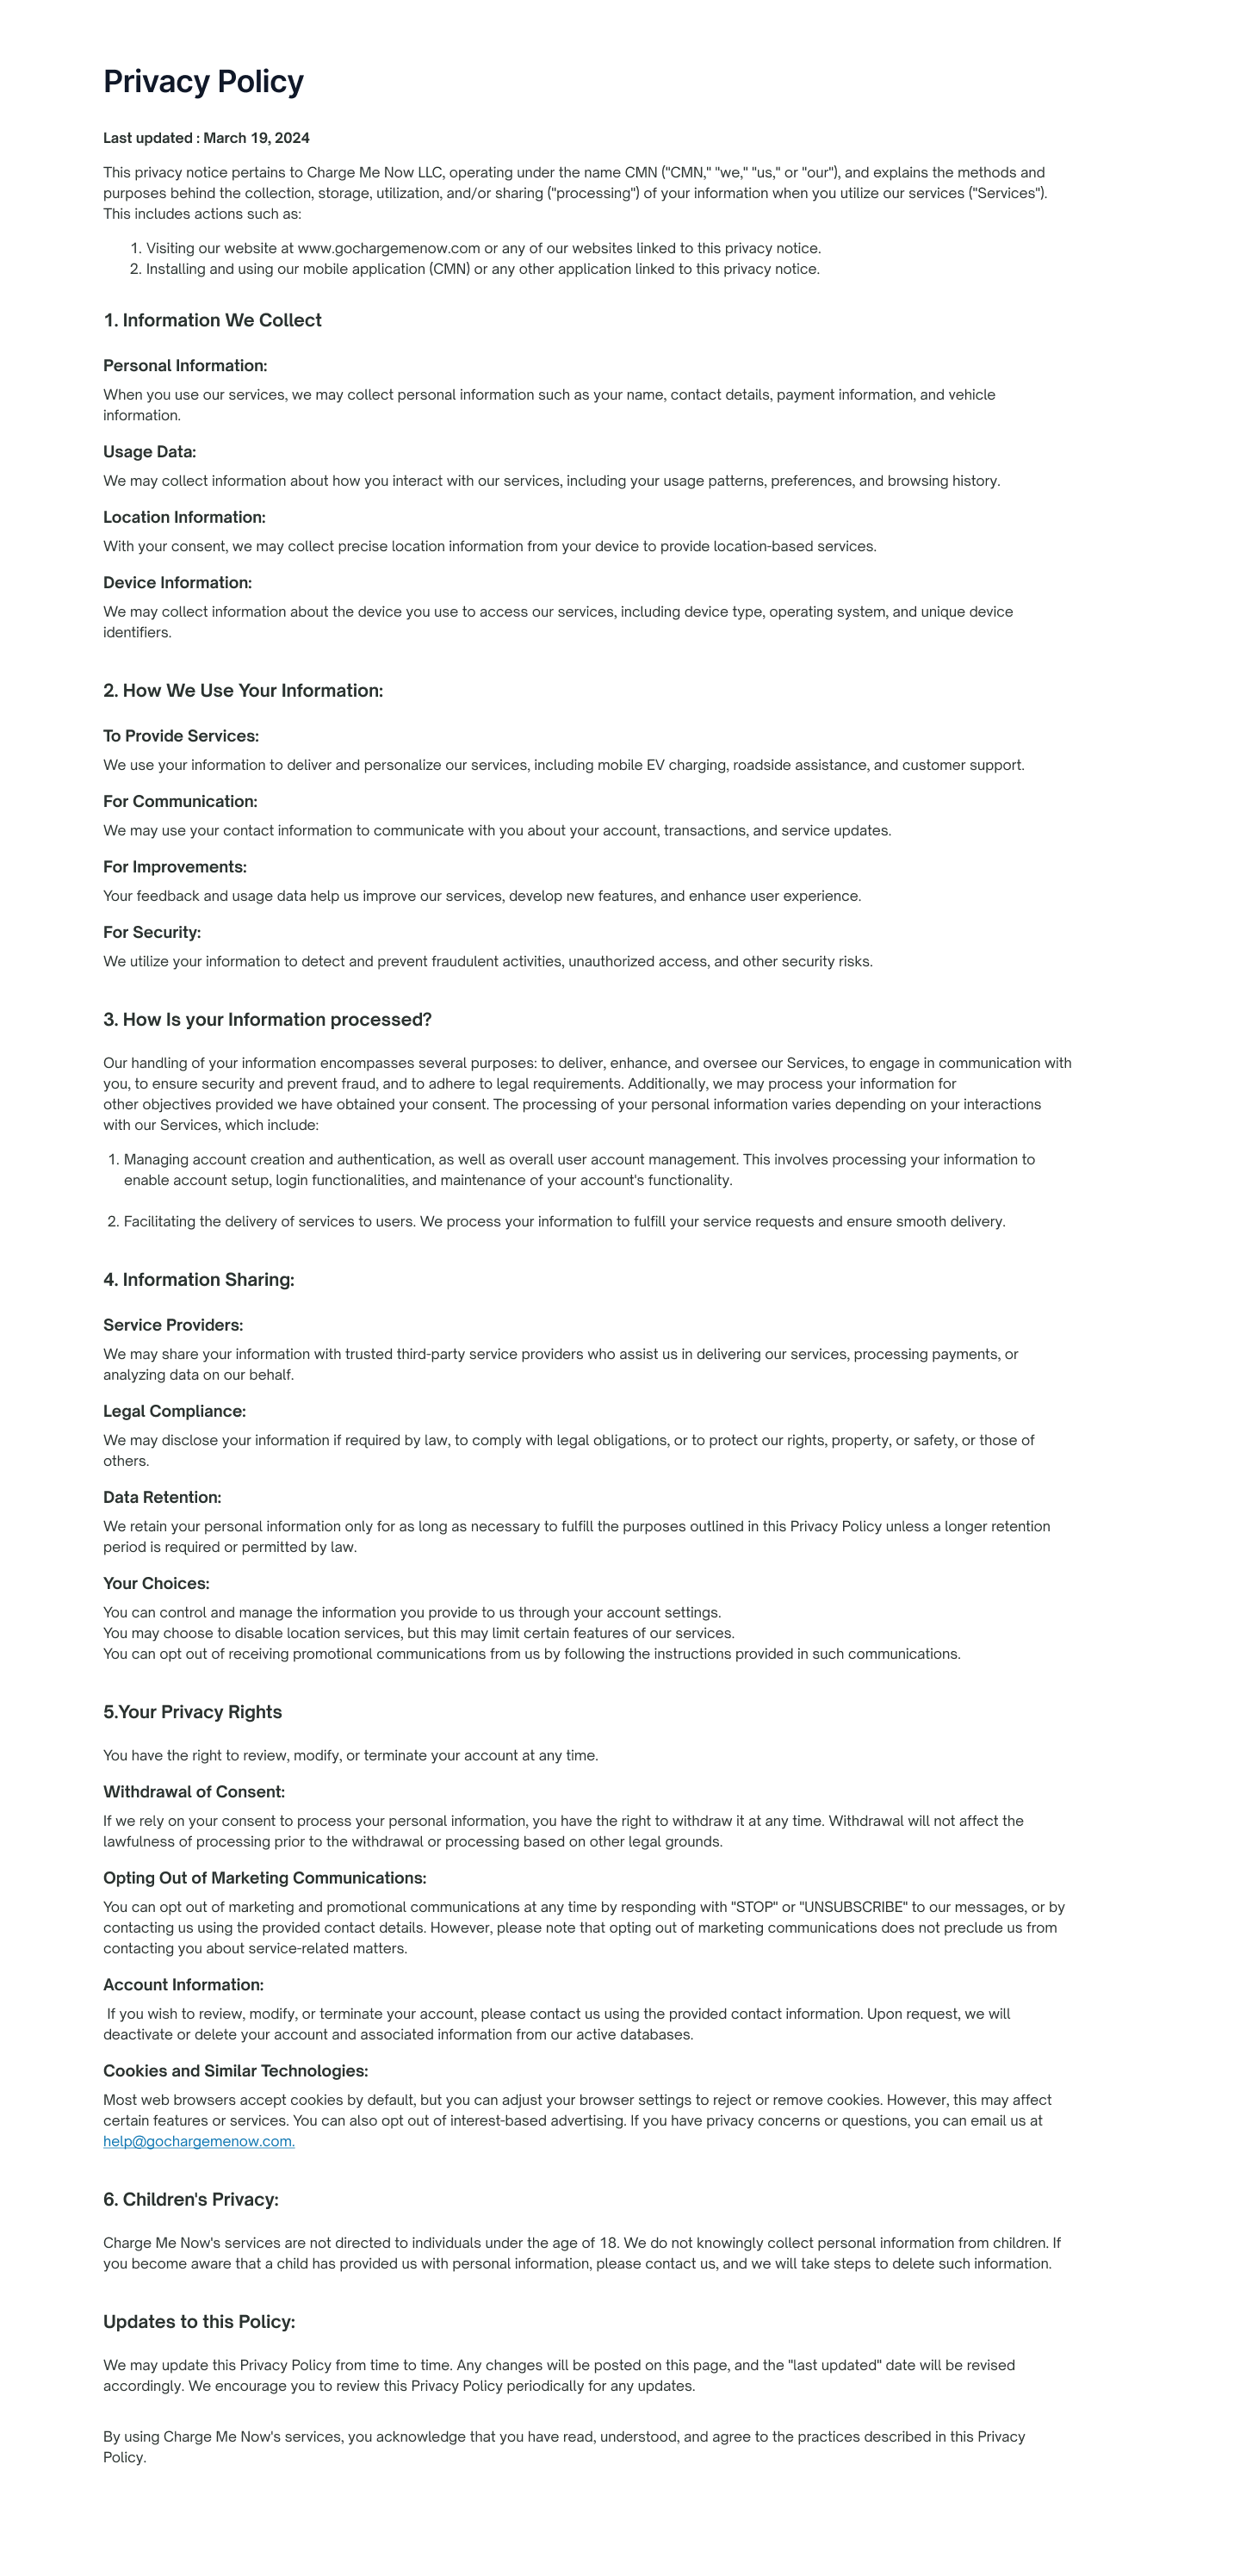 Privacy Policy
Last updated : March 19, 2024
This privacy notice pertains to Charge Me Now LLC, operating under the name CMN ("CMN," "we," "us," or "our"), and explains the methods and
purposes behind the collection, storage, utilization, and/or sharing ("processing") of your information when you utilize our services ("Services").
This includes actions such as:
1. Visiting our website at www.gochargemenow.com or any of our websites linked to this privacy notice.
2. Installing and using our mobile application (CMN) or any other application linked to this privacy notice.
1. Information We Collect
Personal Information:
When you use our services, we may collect personal information such as your name, contact details, payment information, and vehicle
information.
Usage Data:
We may collect information about how you interact with our services, including your usage patterns, preferences, and browsing history.
Location Information:
With your consent, we may collect precise location information from your device to provide location-based services.
Device Information:
We may collect information about the device you use to access our services, including device type, operating system, and unique device
identifiers.
2. How We Use Your Information:
To Provide Services:
We use your information to deliver and personalize our services, including mobile EV charging, roadside assistance, and customer support.
For Communication:
We may use your contact information to communicate with you about your account, transactions, and service updates.
For Improvements:
Your feedback and usage data help us improve our services, develop new features, and enhance user experience.
For Security:
We utilize your information to detect and prevent fraudulent activities, unauthorized access, and other security risks.
3. How Is your Information processed?
Our handling of your information encompasses several purposes: to deliver, enhance, and oversee our Services, to engage in communication with
you, to ensure security and prevent fraud, and to adhere to legal requirements. Additionally, we may process your information for
other objectives provided we have obtained your consent. The processing of your personal information varies depending on your interactions
with our Services, which include:
1. Managing account creation and authentication, as well as overall user account management. This involves processing your information to
enable account setup, login functionalities, and maintenance of your account's functionality.
2. Facilitating the delivery of services to users. We process your information to fulfill your service requests and ensure smooth delivery.
4. Information Sharing:
Service Providers:
We may share your information with trusted third-party service providers who assist us in delivering our services, processing payments, or
analyzing data on our behalf.
Legal Compliance:
We may disclose your information if required by law, to comply with legal obligations, or to protect our rights, property, or safety, or those of
others.
Data Retention:
We retain your personal information only for as long as necessary to fulfill the purposes outlined in this Privacy Policy unless a longer retention
period is required or permitted by law.
Your Choices:
You can control and manage the information you provide to us through your account settings.
You may choose to disable location services, but this may limit certain features of our services.
You can opt out of receiving promotional communications from us by following the instructions provided in such communications.
5.Your Privacy Rights
You have the right to review, modify, or terminate your account at any time.
Withdrawal of Consent:
If we rely on your consent to process your personal information, you have the right to withdraw it at any time. Withdrawal will not affect the
lawfulness of processing prior to the withdrawal or processing based on other legal grounds.
Opting Out of Marketing Communications:
You can opt out of marketing and promotional communications at any time by responding with "STOP" or "UNSUBSCRIBE" to our messages, or by
contacting us using the provided contact details. However, please note that opting out of marketing communications does not preclude us from
contacting you about service-related matters.
Account Information:
If you wish to review, modify, or terminate your account, please contact us using the provided contact information. Upon request, we will
deactivate or delete your account and associated information from our active databases.
Cookies and Similar Technologies:
Most web browsers accept cookies by default, but you can adjust your browser settings to reject or remove cookies. However, this may affect
certain features or services. You can also opt out of interest-based advertising. If you have privacy concerns or questions, you can email us at
help@gochargemenow.com.
6. Children's Privacy:
Charge Me Now's services are not directed to individuals under the age of 18. We do not knowingly collect personal information from children. If
you become aware that a child has provided us with personal information, please contact us, and we will take steps to delete such information.
Updates to this Policy:
We may update this Privacy Policy from time to time. Any changes will be posted on this page, and the "last updated" date will be revised
accordingly. We encourage you to review this Privacy Policy periodically for any updates.
By using Charge Me Now's services, you acknowledge that you have read, understood, and agree to the practices described in this Privacy
Policy.